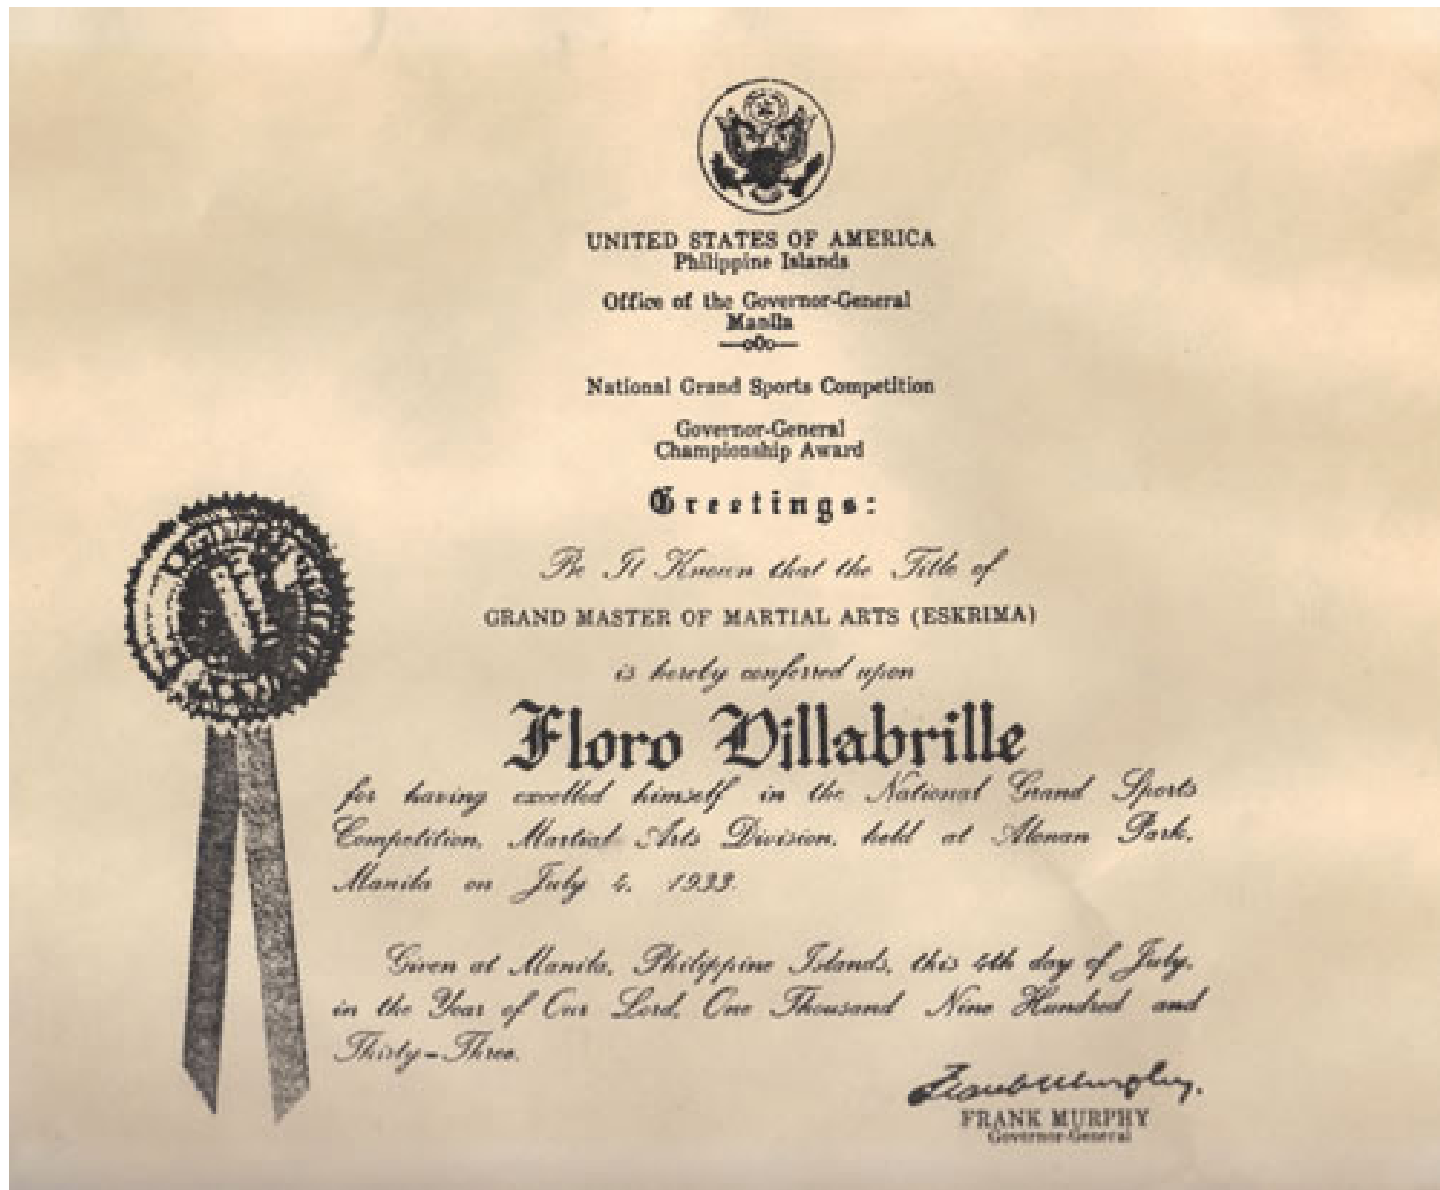 UNITED STATES OF AMERICA
Philippine Islands
Office of the Governor-General
Manila
—oOo—
National Grand Sports Competition
Governor-General
Championship Award
Greetings:
Be It Known that the Title of
GRAND MASTER OF MARTIAL ARTS (ESKRIMA)
is hereby conferred upon
Floro Villabrille
for having excelled himself in the National Grand Sports
Competition, Martial Arts Division, held at Alonan Park,
Manila on July 4, 1933.
Given at Manila, Philippine Islands, this 4th day of July,
in the Year of Our Lord, One Thousand Nine Hundred and
Thirty-Three.
Frank Murphy.
FRANK MURPHY
Governor-General